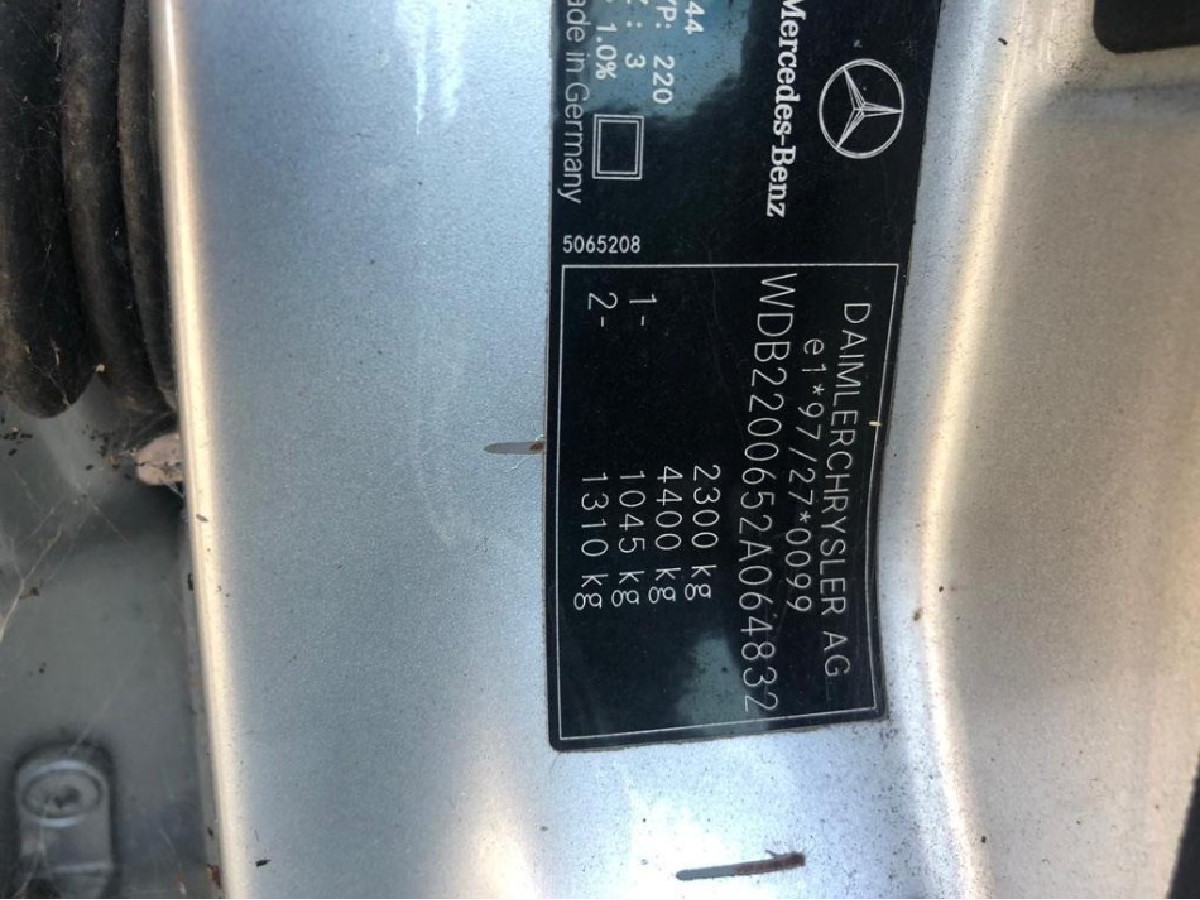 Mercedes-Benz
44
YP: 220
: 3
1.0%
ade in Germany
5065208
DAIMLERCHRYSLER AG
e1*97/27*0099
WDB2200652A064832
2300 kg
4400 kg
1- 1045 kg
2- 1310 kg